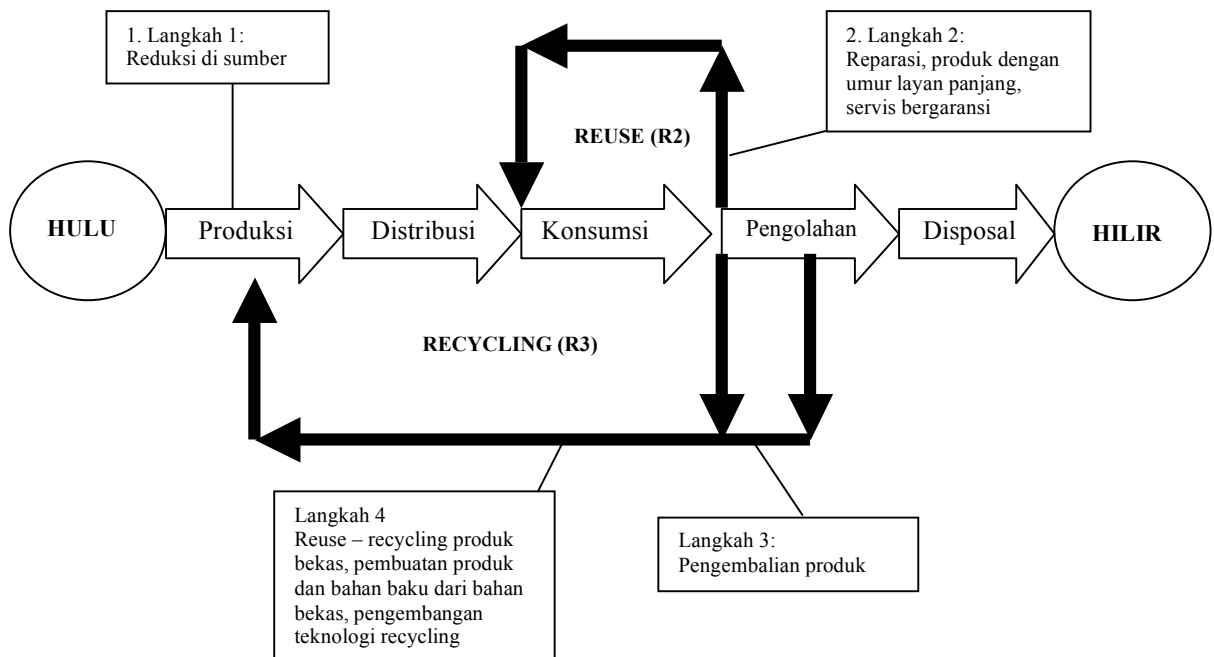 1. Langkah 1:
Reduksi di sumber
2. Langkah 2:
Reparasi, produk dengan
umur layan panjang,
servis bergaransi
REUSE (R2)
HULU
Produksi
Distribusi
Konsumsi
Pengolahan
Disposal
HILIR
RECYCLING (R3)
Langkah 4
Reuse – recycling produk
bekas, pembuatan produk
dan bahan baku dari bahan
bekas, pengembangan
teknologi recycling
Langkah 3:
Pengembalian produk